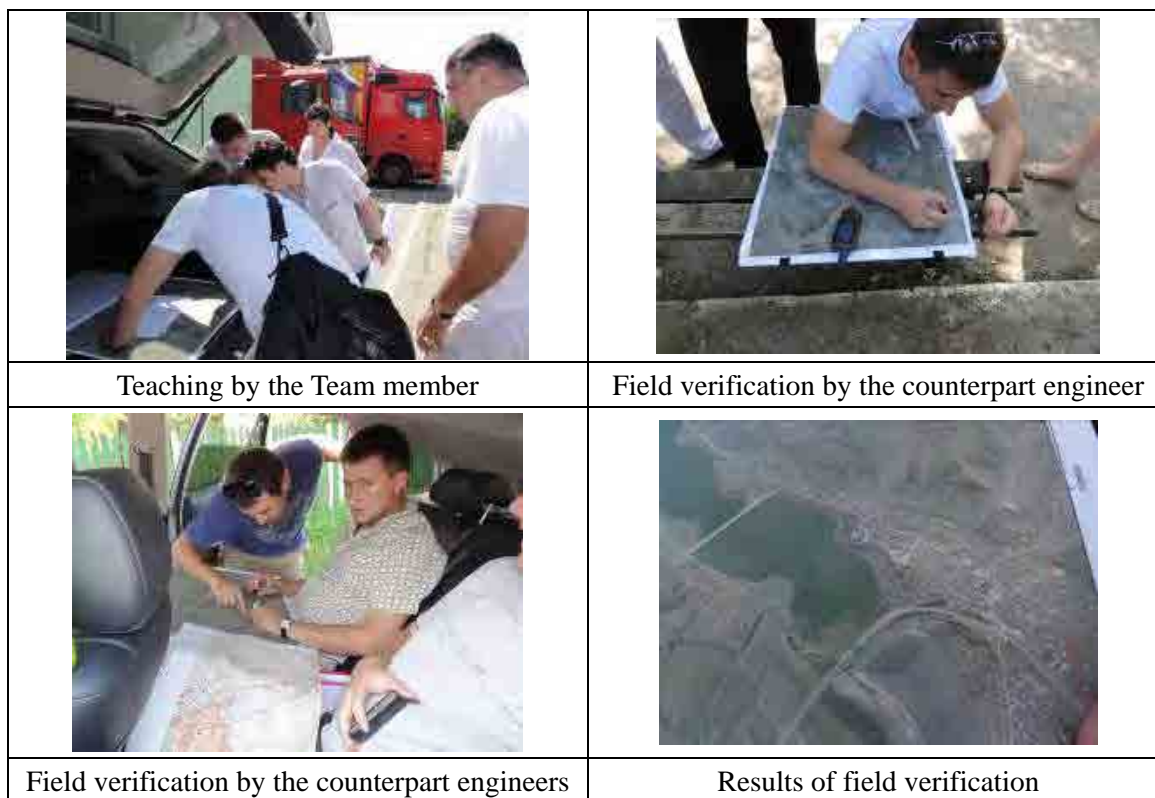 Teaching by the Team member
Field verification by the counterpart engineer
Field verification by the counterpart engineers
Results of field verification